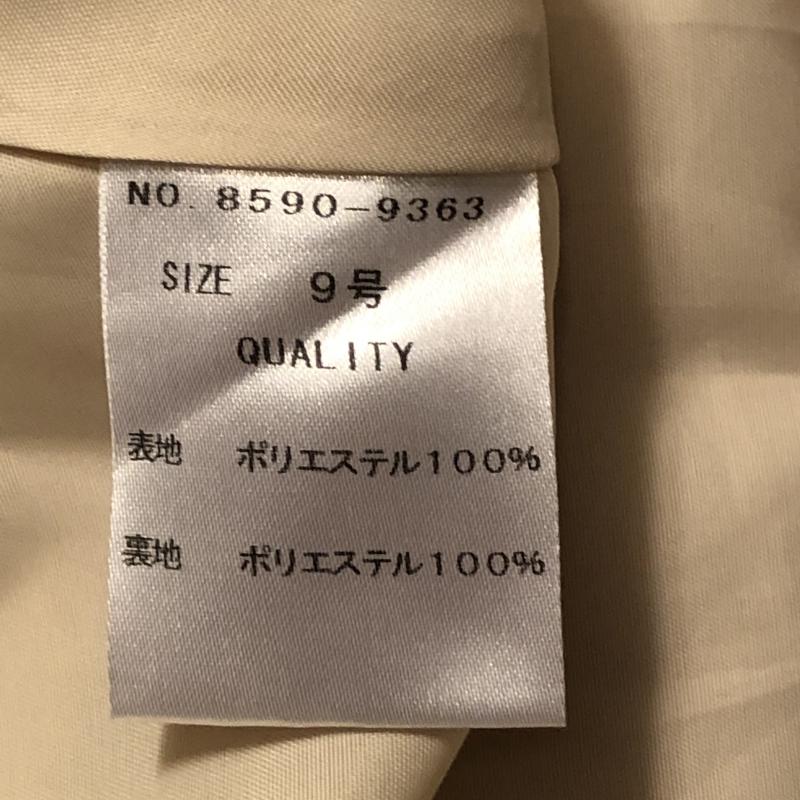 NO. 8590-9363
SIZE 9号
QUALITY
表地 ポリエステル100%
裏地 ポリエステル100%